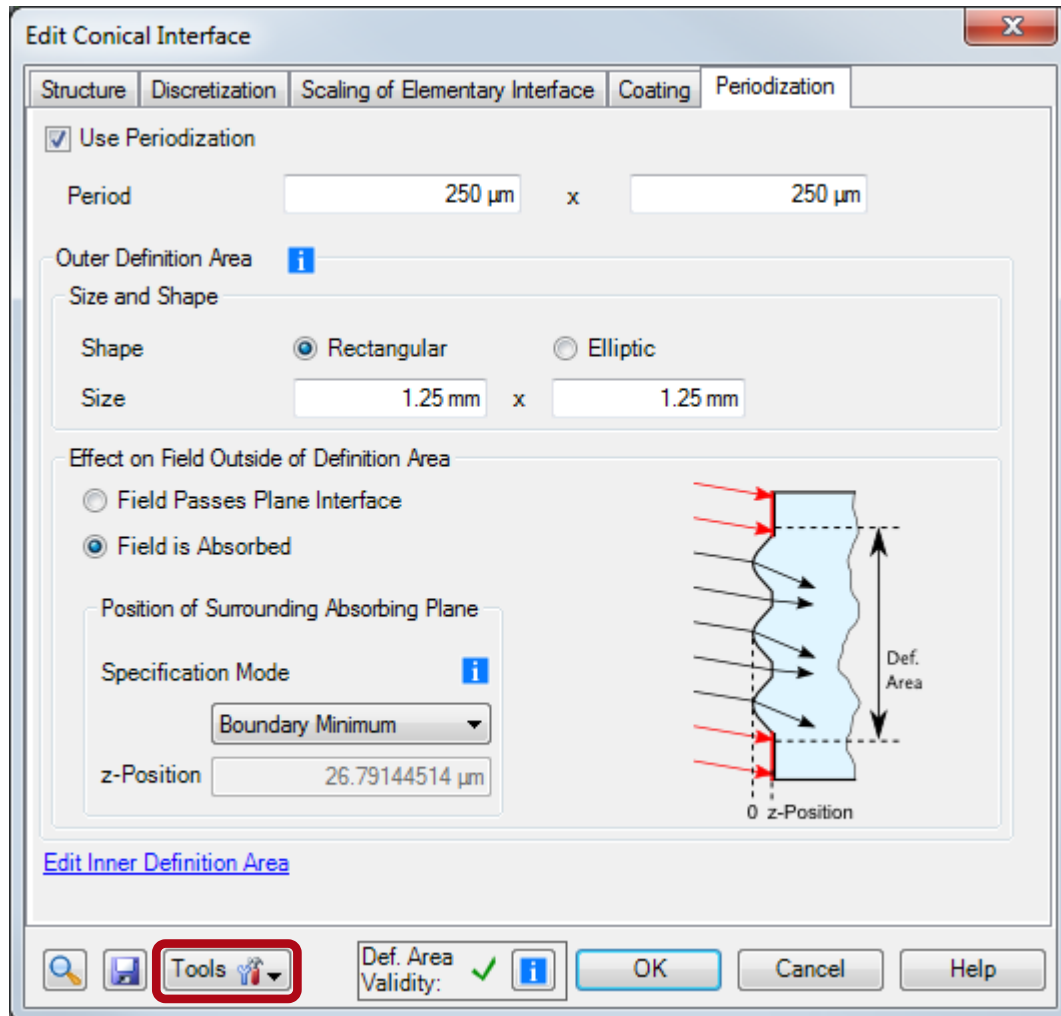 Edit Conical Interface
Structure Discretization Scaling of Elementary Interface Coating Periodization
Use Periodization
Period 250 µm x 250 µm
Outer Definition Area
Size and Shape
Shape Rectangular Elliptic
Size 1.25 mm x 1.25 mm
Effect on Field Outside of Definition Area
Field Passes Plane Interface
Field is Absorbed
Position of Surrounding Absorbing Plane
Specification Mode
Boundary Minimum
z-Position 26.79144514 µm
Def.
Area
0 z-Position
Edit Inner Definition Area
Tools
Def. Area
Validity:
OK Cancel Help